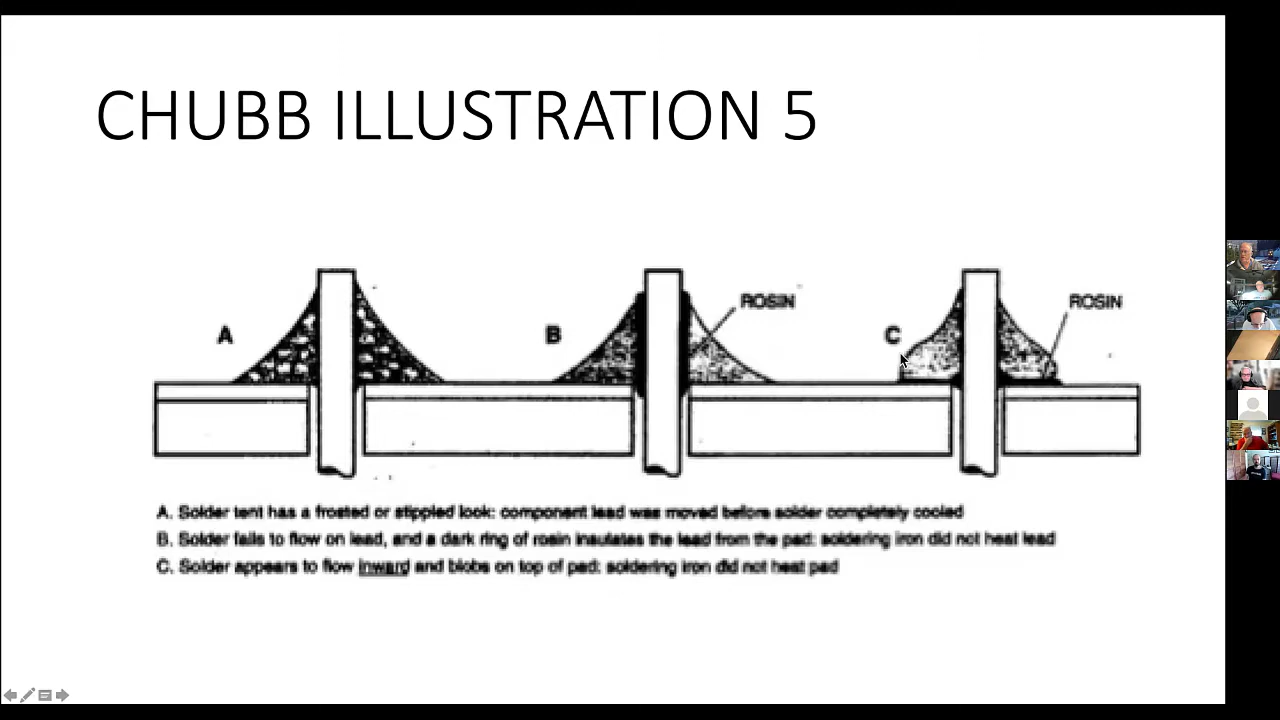 CHUBB ILLUSTRATION 5
A
B
ROSIN
C
ROSIN
A. Solder tent has a frosted or stippled look: component lead was moved before solder completely cooled
B. Solder fails to flow on lead, and a dark ring of rosin insulates the lead from the pad: soldering iron did not heat lead
C. Solder appears to flow inward and blobs on top of pad: soldering iron did not heat pad